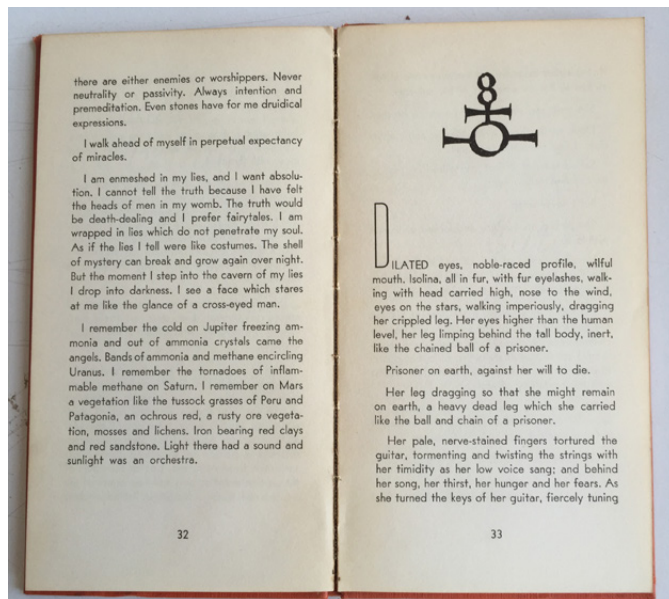 there are either enemies or worshippers. Never
neutrality or passivity. Always intention and
premeditation. Even stones have for me druidical
expressions.
I walk ahead of myself in perpetual expectancy
of miracles.
I am enmeshed in my lies, and I want absolu-
tion. I cannot tell the truth because I have felt
the heads of men in my womb. The truth would
be death-dealing and I prefer fairytales. I am
wrapped in lies which do not penetrate my soul.
As if the lies I tell were like costumes. The shell
of mystery can break and grow again over night.
But the moment I step into the cavern of my lies
I drop into darkness. I see a face which stares
at me like the glance of a cross-eyed man.
I remember the cold on Jupiter freezing am-
monia and out of ammonia crystals came the
angels. Bands of ammonia and methane encircling
Uranus. I remember the tornadoes of inflam-
mable methane on Saturn. I remember on Mars
a vegetation like the tussock grasses of Peru and
Patagonia, an ochrous red, a rusty ore vegeta-
tion, mosses and lichens. Iron bearing red clays
and red sandstone. Light there had a sound and
sunlight was an orchestra.
32
DILATED eyes, noble-raced profile, wilful
mouth. Isolina, all in fur, with fur eyelashes, walk-
ing with head carried high, nose to the wind,
eyes on the stars, walking imperiously, dragging
her crippled leg. Her eyes higher than the human
level, her leg limping behind the tall body, inert,
like the chained ball of a prisoner.
Prisoner on earth, against her will to die.
Her leg dragging so that she might remain
on earth, a heavy dead leg which she carried
like the ball and chain of a prisoner.
Her pale, nerve-stained fingers tortured the
guitar, tormenting and twisting the strings with
her timidity as her low voice sang; and behind
her song, her thirst, her hunger and her fears. As
she turned the keys of her guitar, fiercely tuning
33